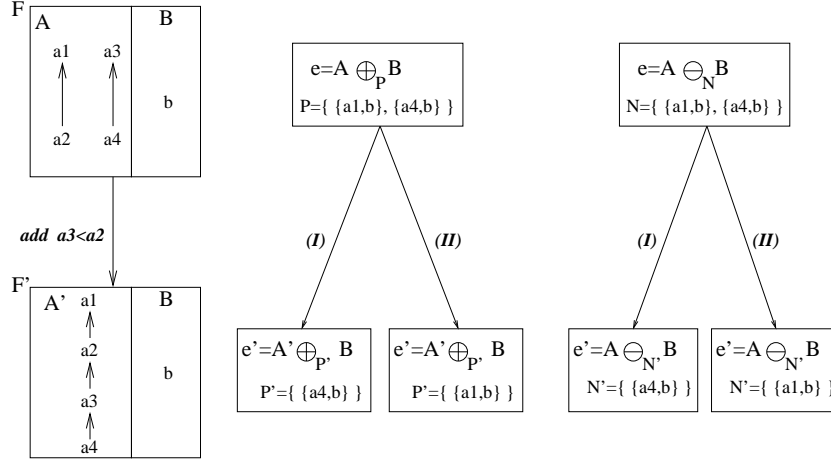 F
A B
a1 a3
b
a2 a4
add a3<a2
F'
A' B
a1
a2
b
a3
a4
e=A ⊕P B
P={ {a1,b}, {a4,b} }
(I) (II)
e'=A' ⊕P' B
P'={ {a4,b} }
e'=A' ⊕P' B
P'={ {a1,b} }
e=A ⊖N B
N={ {a1,b}, {a4,b} }
(I) (II)
e'=A ⊖N' B
N'={ {a4,b} }
e'=A ⊖N' B
N'={ {a1,b} }